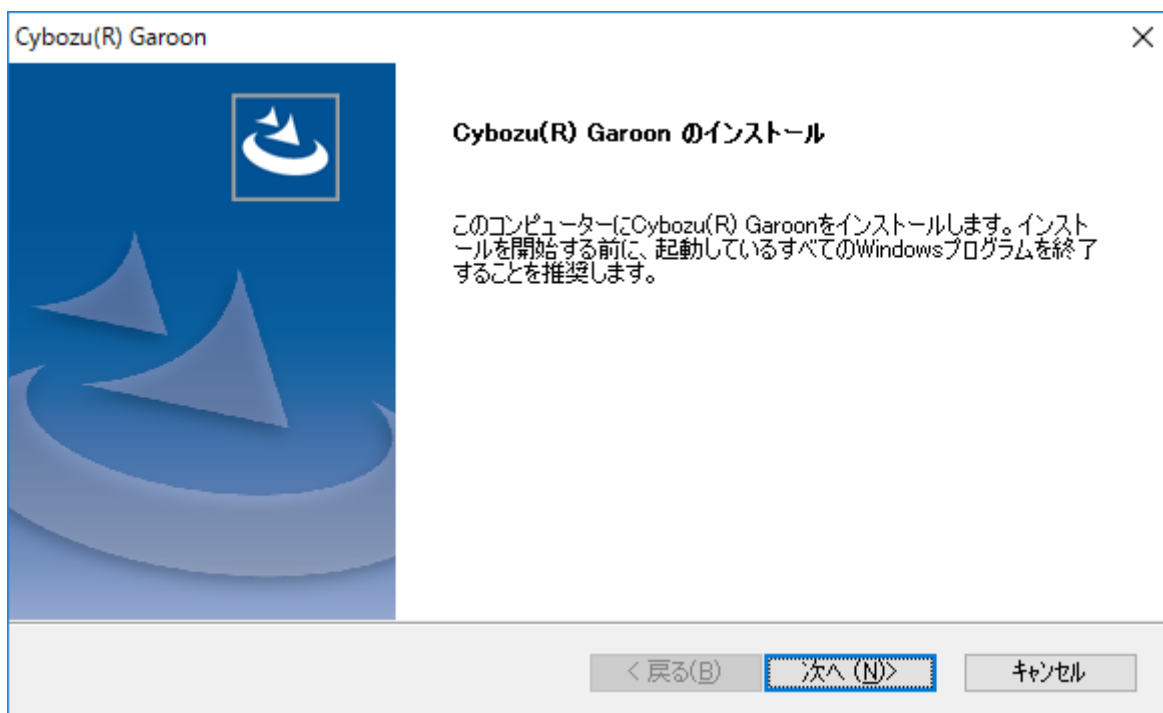 Cybozu(R) Garoon
Cybozu(R) Garoon のインストール
このコンピューターにCybozu(R) Garoonをインストールします。インスト
ールを開始する前に、起動しているすべてのWindowsプログラムを終了
することを推奨します。
< 戻る(B)
次へ (N)>
キャンセル